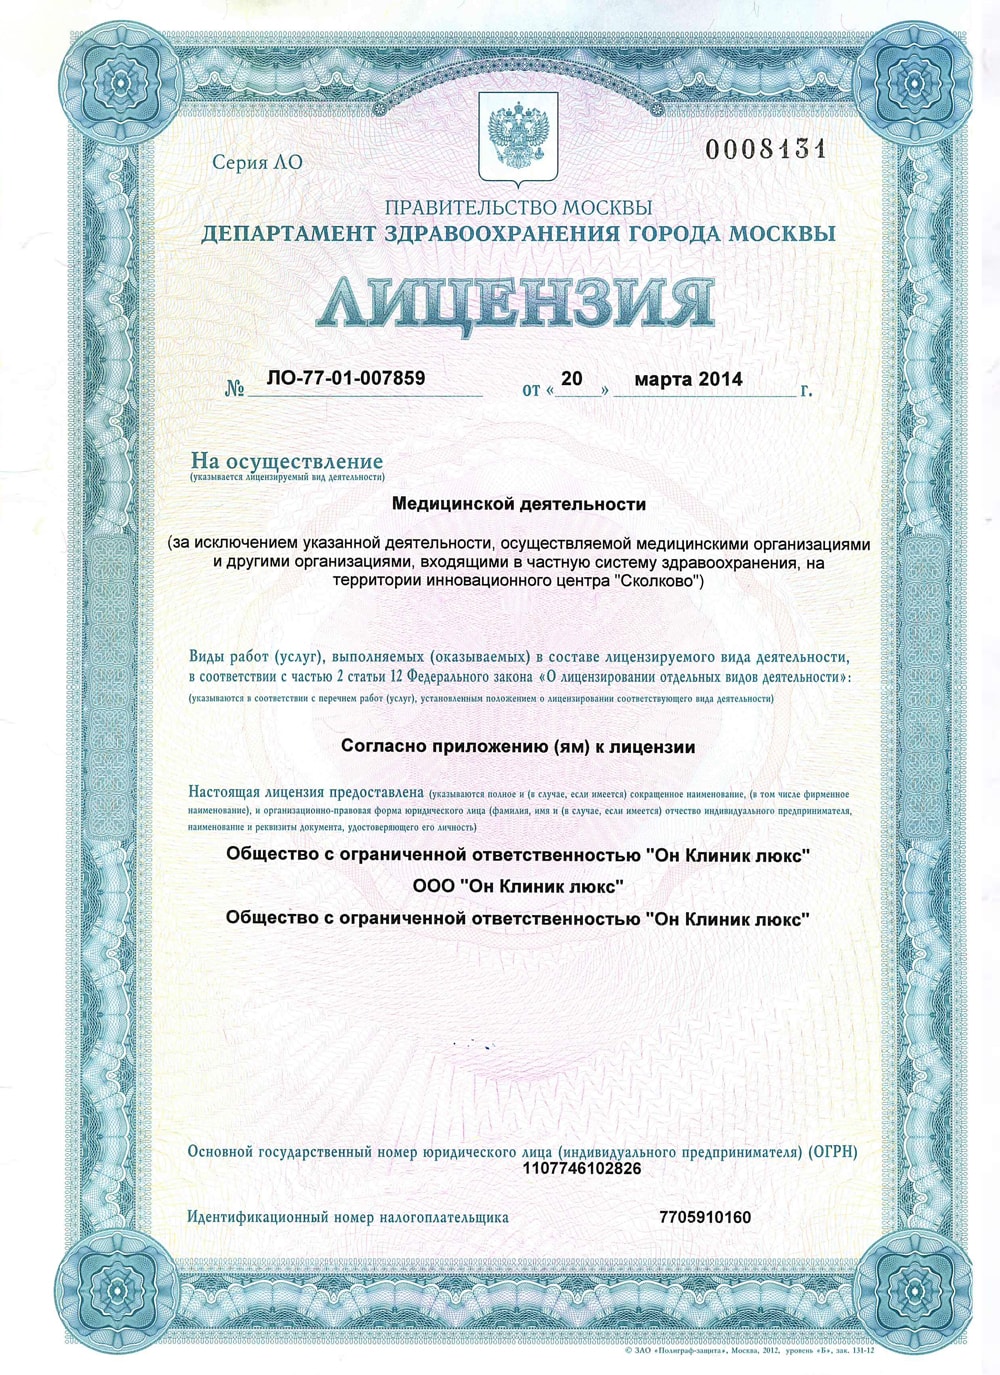 Серия ЛО
0008131
ПРАВИТЕЛЬСТВО МОСКВЫ
ДЕПАРТАМЕНТ ЗДРАВООХРАНЕНИЯ ГОРОДА МОСКВЫ
ЛИЦЕНЗИЯ
№ ЛО-77-01-007859 от « 20 » марта 2014 г.
На осуществление
(указывается лицензируемый вид деятельности)
Медицинской деятельности
(за исключением указанной деятельности, осуществляемой медицинскими организациями
и другими организациями, входящими в частную систему здравоохранения, на
территории инновационного центра "Сколково")
Виды работ (услуг), выполняемых (оказываемых) в составе лицензируемого вида деятельности,
в соответствии с частью 2 статьи 12 Федерального закона «О лицензировании отдельных видов деятельности»:
(указываются в соответствии с перечнем работ (услуг), установленным положением о лицензировании соответствующего вида деятельности)
Согласно приложению (ям) к лицензии
Настоящая лицензия предоставлена (указываются полное и (в случае, если имеется) сокращенное наименование, (в том числе фирменное
наименование), и организационно-правовая форма юридического лица (фамилия, имя и (в случае, если имеется) отчество индивидуального предпринимателя,
наименование и реквизиты документа, удостоверяющего его личность)
Общество с ограниченной ответственностью "Он Клиник люкс"
ООО "Он Клиник люкс"
Общество с ограниченной ответственностью "Он Клиник люкс"
Основной государственный номер юридического лица (индивидуального предпринимателя) (ОГРН)
1107746102826
Идентификационный номер налогоплательщика 7705910160
© ЗАО «Полиграф-защита», Москва, 2012, уровень «Б», зак. 131-12